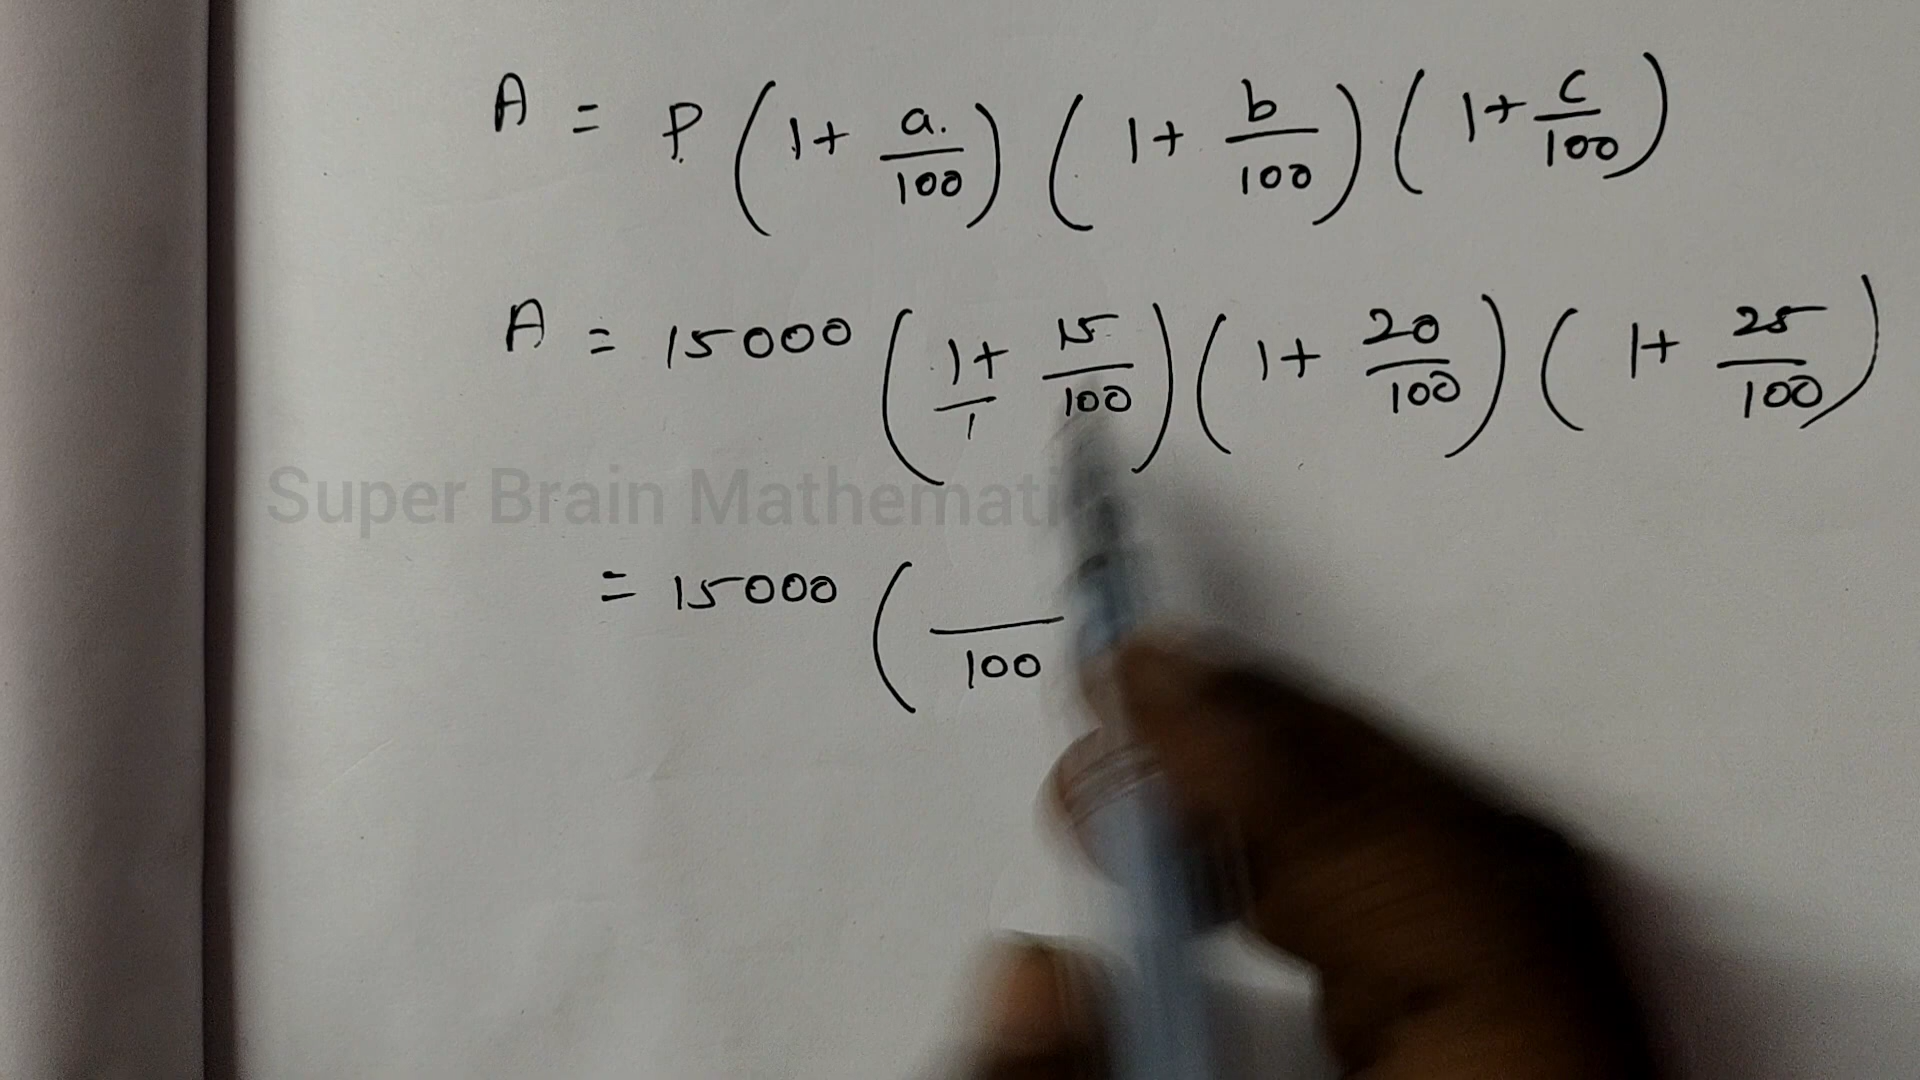 A = P (1 + a/100) (1 + b/100) (1 + c/100)
A = 15000 (1/1 + 15/100) (1 + 20/100) (1 + 25/100)
Super Brain Mathemati
= 15000 ( /100